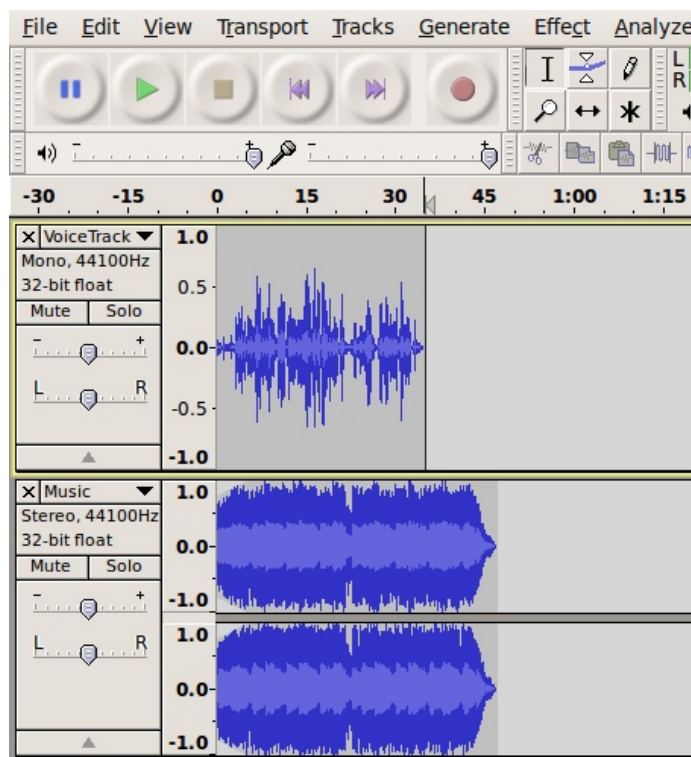 File Edit View Transport Tracks Generate Effect Analyze
L
R
-30 -15 0 15 30 45 1:00 1:15
VoiceTrack
Mono, 44100Hz
32-bit float
Mute Solo
- +
L R
1.0
0.5
0.0
-0.5
-1.0
Music
Stereo, 44100Hz
32-bit float
Mute Solo
- +
L R
1.0
0.0
-1.0
1.0
0.0
-1.0